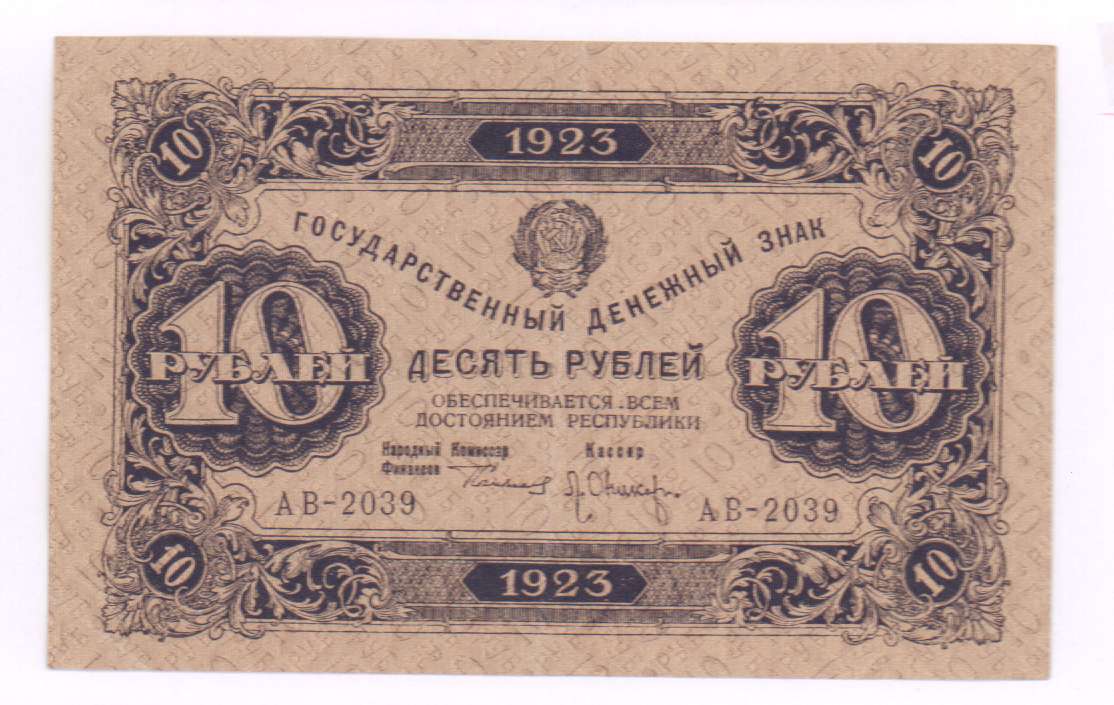 1923
10 10
ГОСУДАРСТВЕННЫЙ ДЕНЕЖНЫЙ ЗНАК
10 РУБЛЕЙ
10 РУБЛЕЙ
ДЕСЯТЬ РУБЛЕЙ
ОБЕСПЕЧИВАЕТСЯ ВСЕМ
ДОСТОЯНИЕМ РЕСПУБЛИКИ
Народный Комиссар
Финансов
Кассир
АВ-2039 АВ-2039
10 10
1923